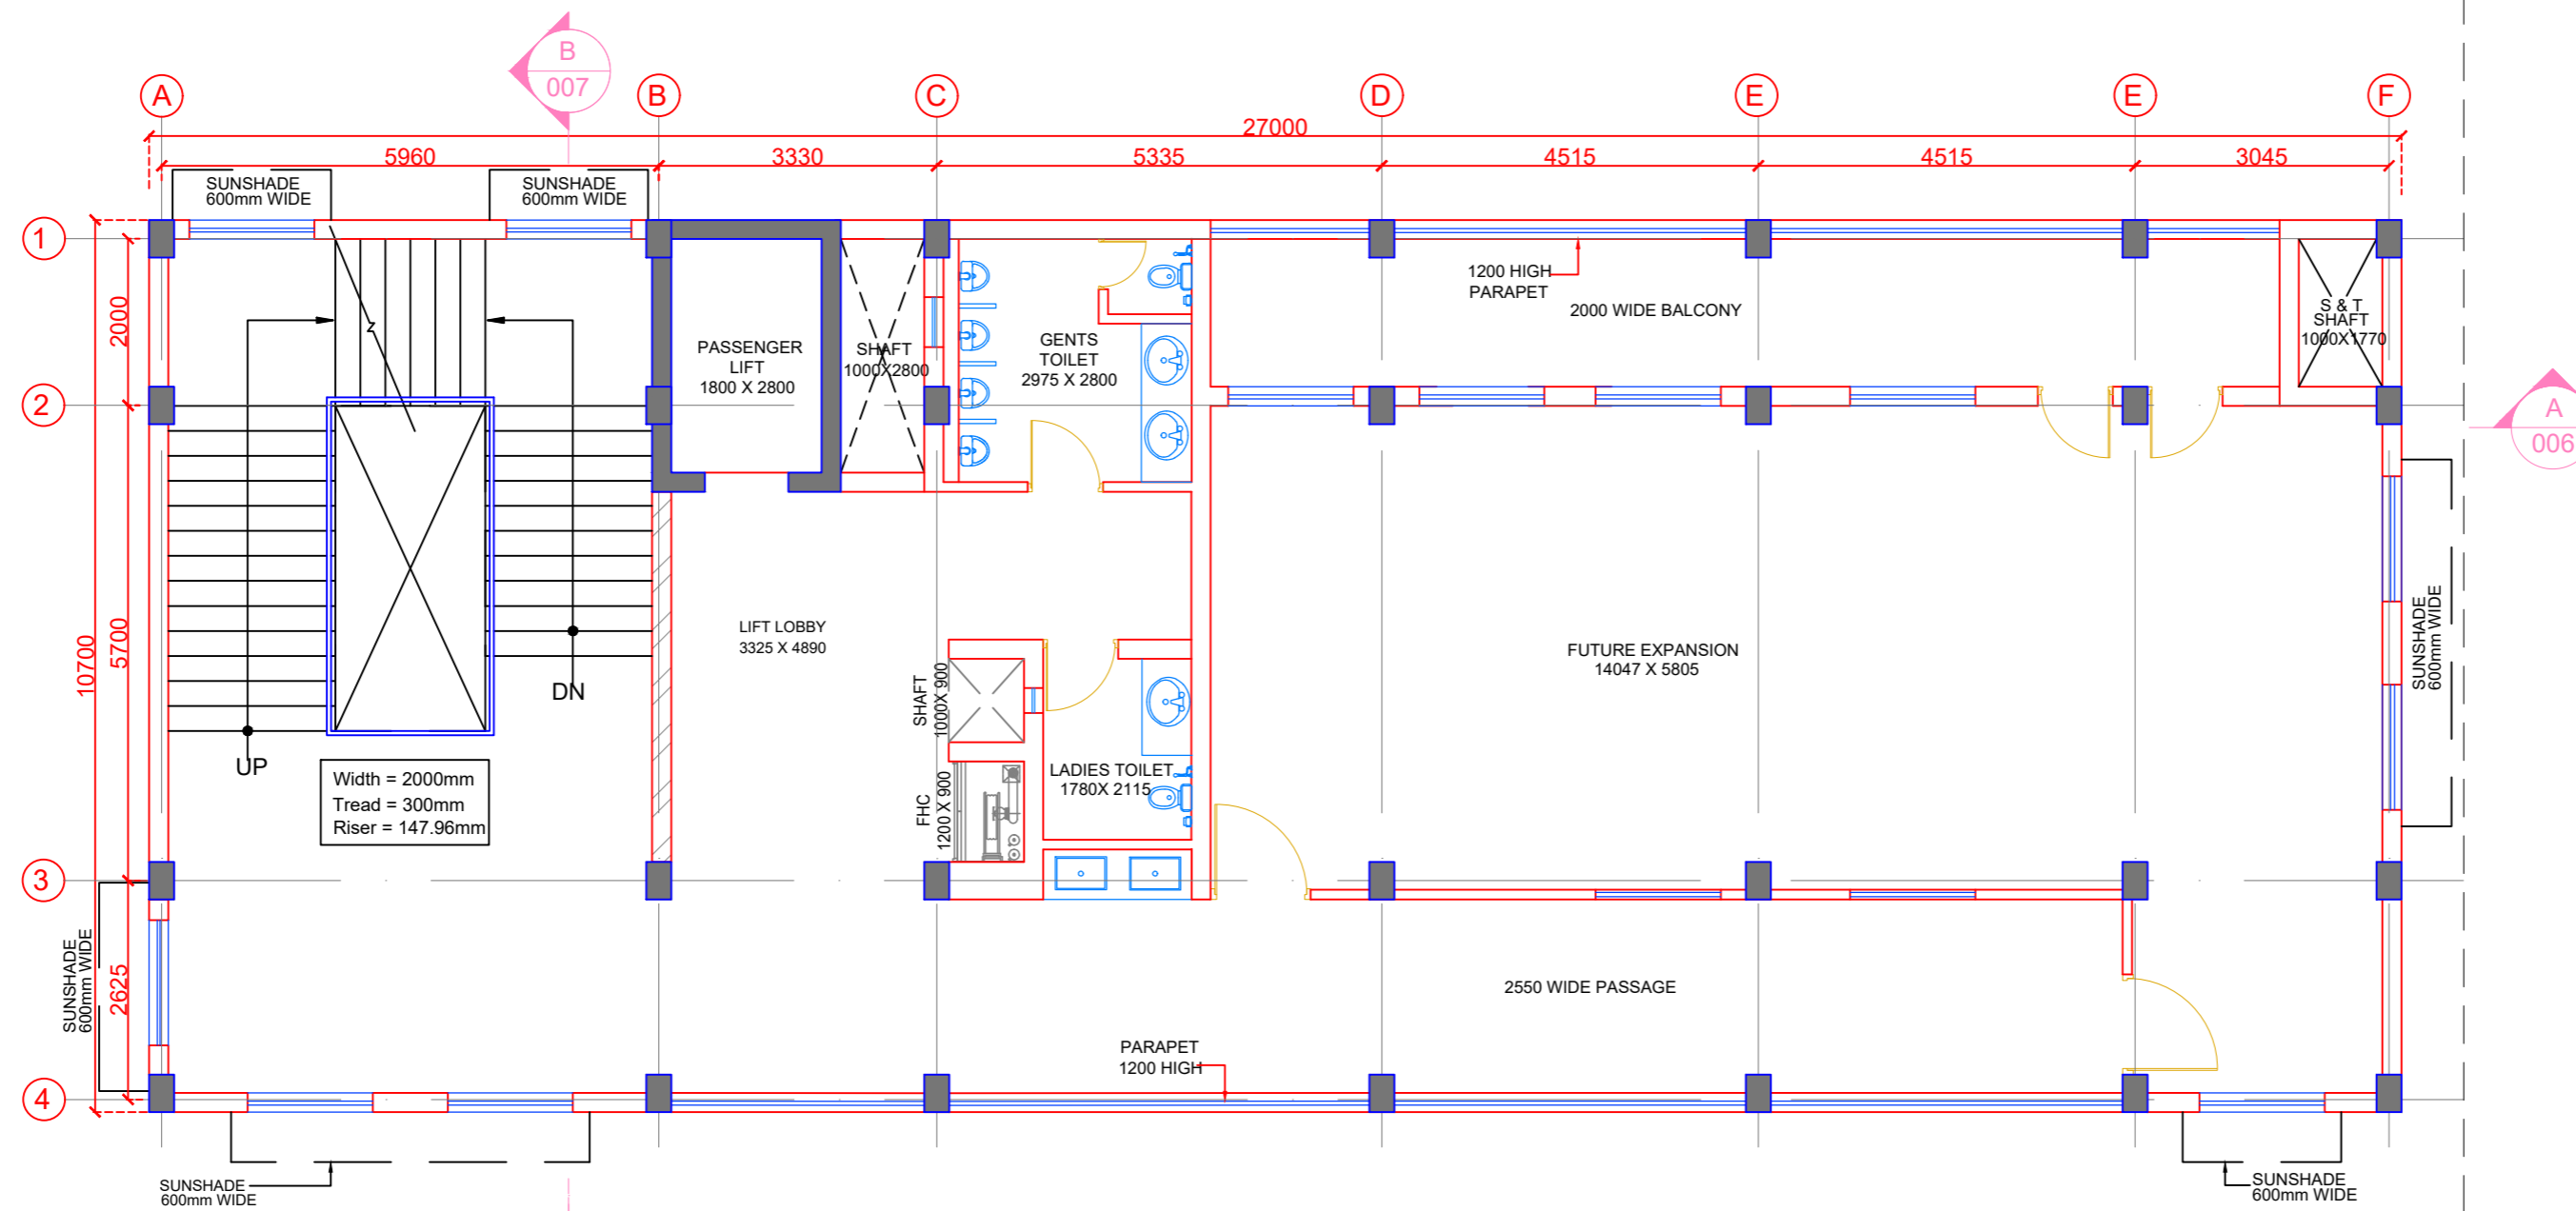 B
007
A
B
C
D
E
E
F
27000
5960
3330
5335
4515
4515
3045
SUNSHADE
600mm WIDE
SUNSHADE
600mm WIDE
1
2
3
4
2000
5700
2625
10700
PASSENGER
LIFT
1800 X 2800
SHAFT
1000X2800
GENTS
TOILET
2975 X 2800
1200 HIGH
PARAPET
2000 WIDE BALCONY
S & T
SHAFT
1000X1770
A
006
LIFT LOBBY
3325 X 4890
FUTURE EXPANSION
14047 X 5805
SUNSHADE
600mm WIDE
SHAFT
1000X 900
DN
UP
Width = 2000mm
Tread = 300mm
Riser = 147.96mm
LADIES TOILET
1780X 2115
FHC
1200 X 900
SUNSHADE
600mm WIDE
2550 WIDE PASSAGE
PARAPET
1200 HIGH
SUNSHADE
600mm WIDE
SUNSHADE
600mm WIDE